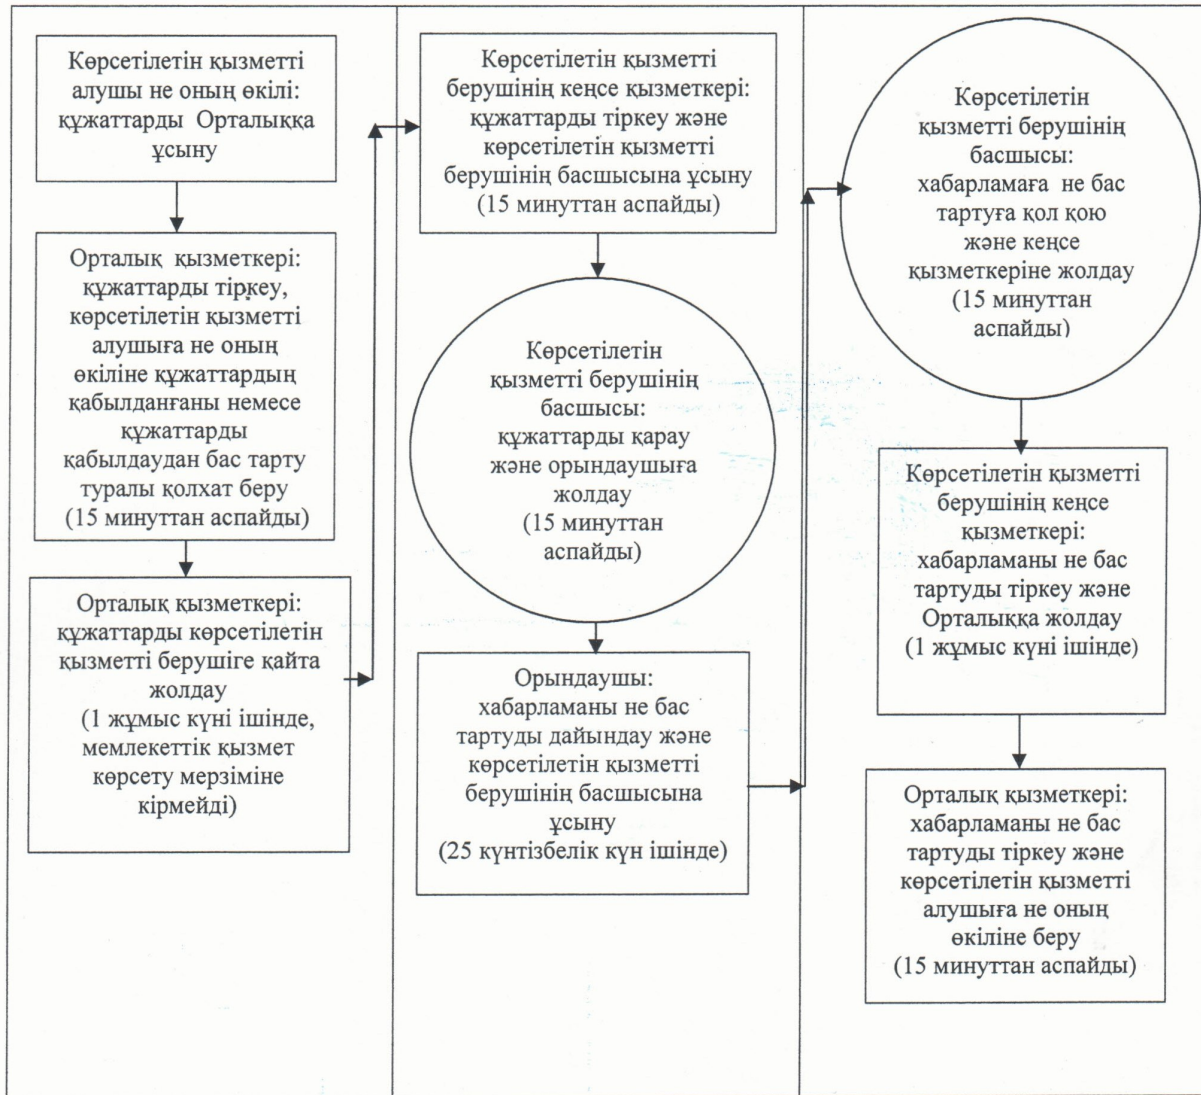 Көрсетілетін қызметті
алушы не оның өкілі:
құжаттарды Орталыққа
ұсыну
Орталық қызметкері:
құжаттарды тіркеу,
көрсетілетін қызметті
алушыға не оның
өкіліне құжаттардың
қабылданғаны немесе
құжаттарды
қабылдаудан бас тарту
туралы қолхат беру
(15 минуттан аспайды)
Орталық қызметкері:
құжаттарды көрсетілетін
қызметті берушіге қайта
жолдау
(1 жұмыс күні ішінде,
мемлекеттік қызмет
көрсету мерзіміне
кірмейді)
Көрсетілетін қызметті
берушінің кеңсе қызметкері:
құжаттарды тіркеу және
көрсетілетін қызметті
берушінің басшысына ұсыну
(15 минуттан аспайды)
Көрсетілетін
қызметті берушінің
басшысы:
құжаттарды қарау
және орындаушыға
жолдау
(15 минуттан
аспайды)
Орындаушы:
хабарламаны не бас
тартуды дайындау және
көрсетілетін қызметті
берушінің басшысына
ұсыну
(25 күнтізбелік күн ішінде)
Көрсетілетін
қызметті берушінің
басшысы:
хабарламаға не бас
тартуға қол қою
және кеңсе
қызметкеріне жолдау
(15 минуттан
аспайды)
Көрсетілетін қызметті
берушінің кеңсе
қызметкері:
хабарламаны не бас
тартуды тіркеу және
Орталыққа жолдау
(1 жұмыс күні ішінде)
Орталық қызметкері:
хабарламаны не бас
тартуды тіркеу және
көрсетілетін қызметті
алушыға не оның
өкіліне беру
(15 минуттан аспайды)